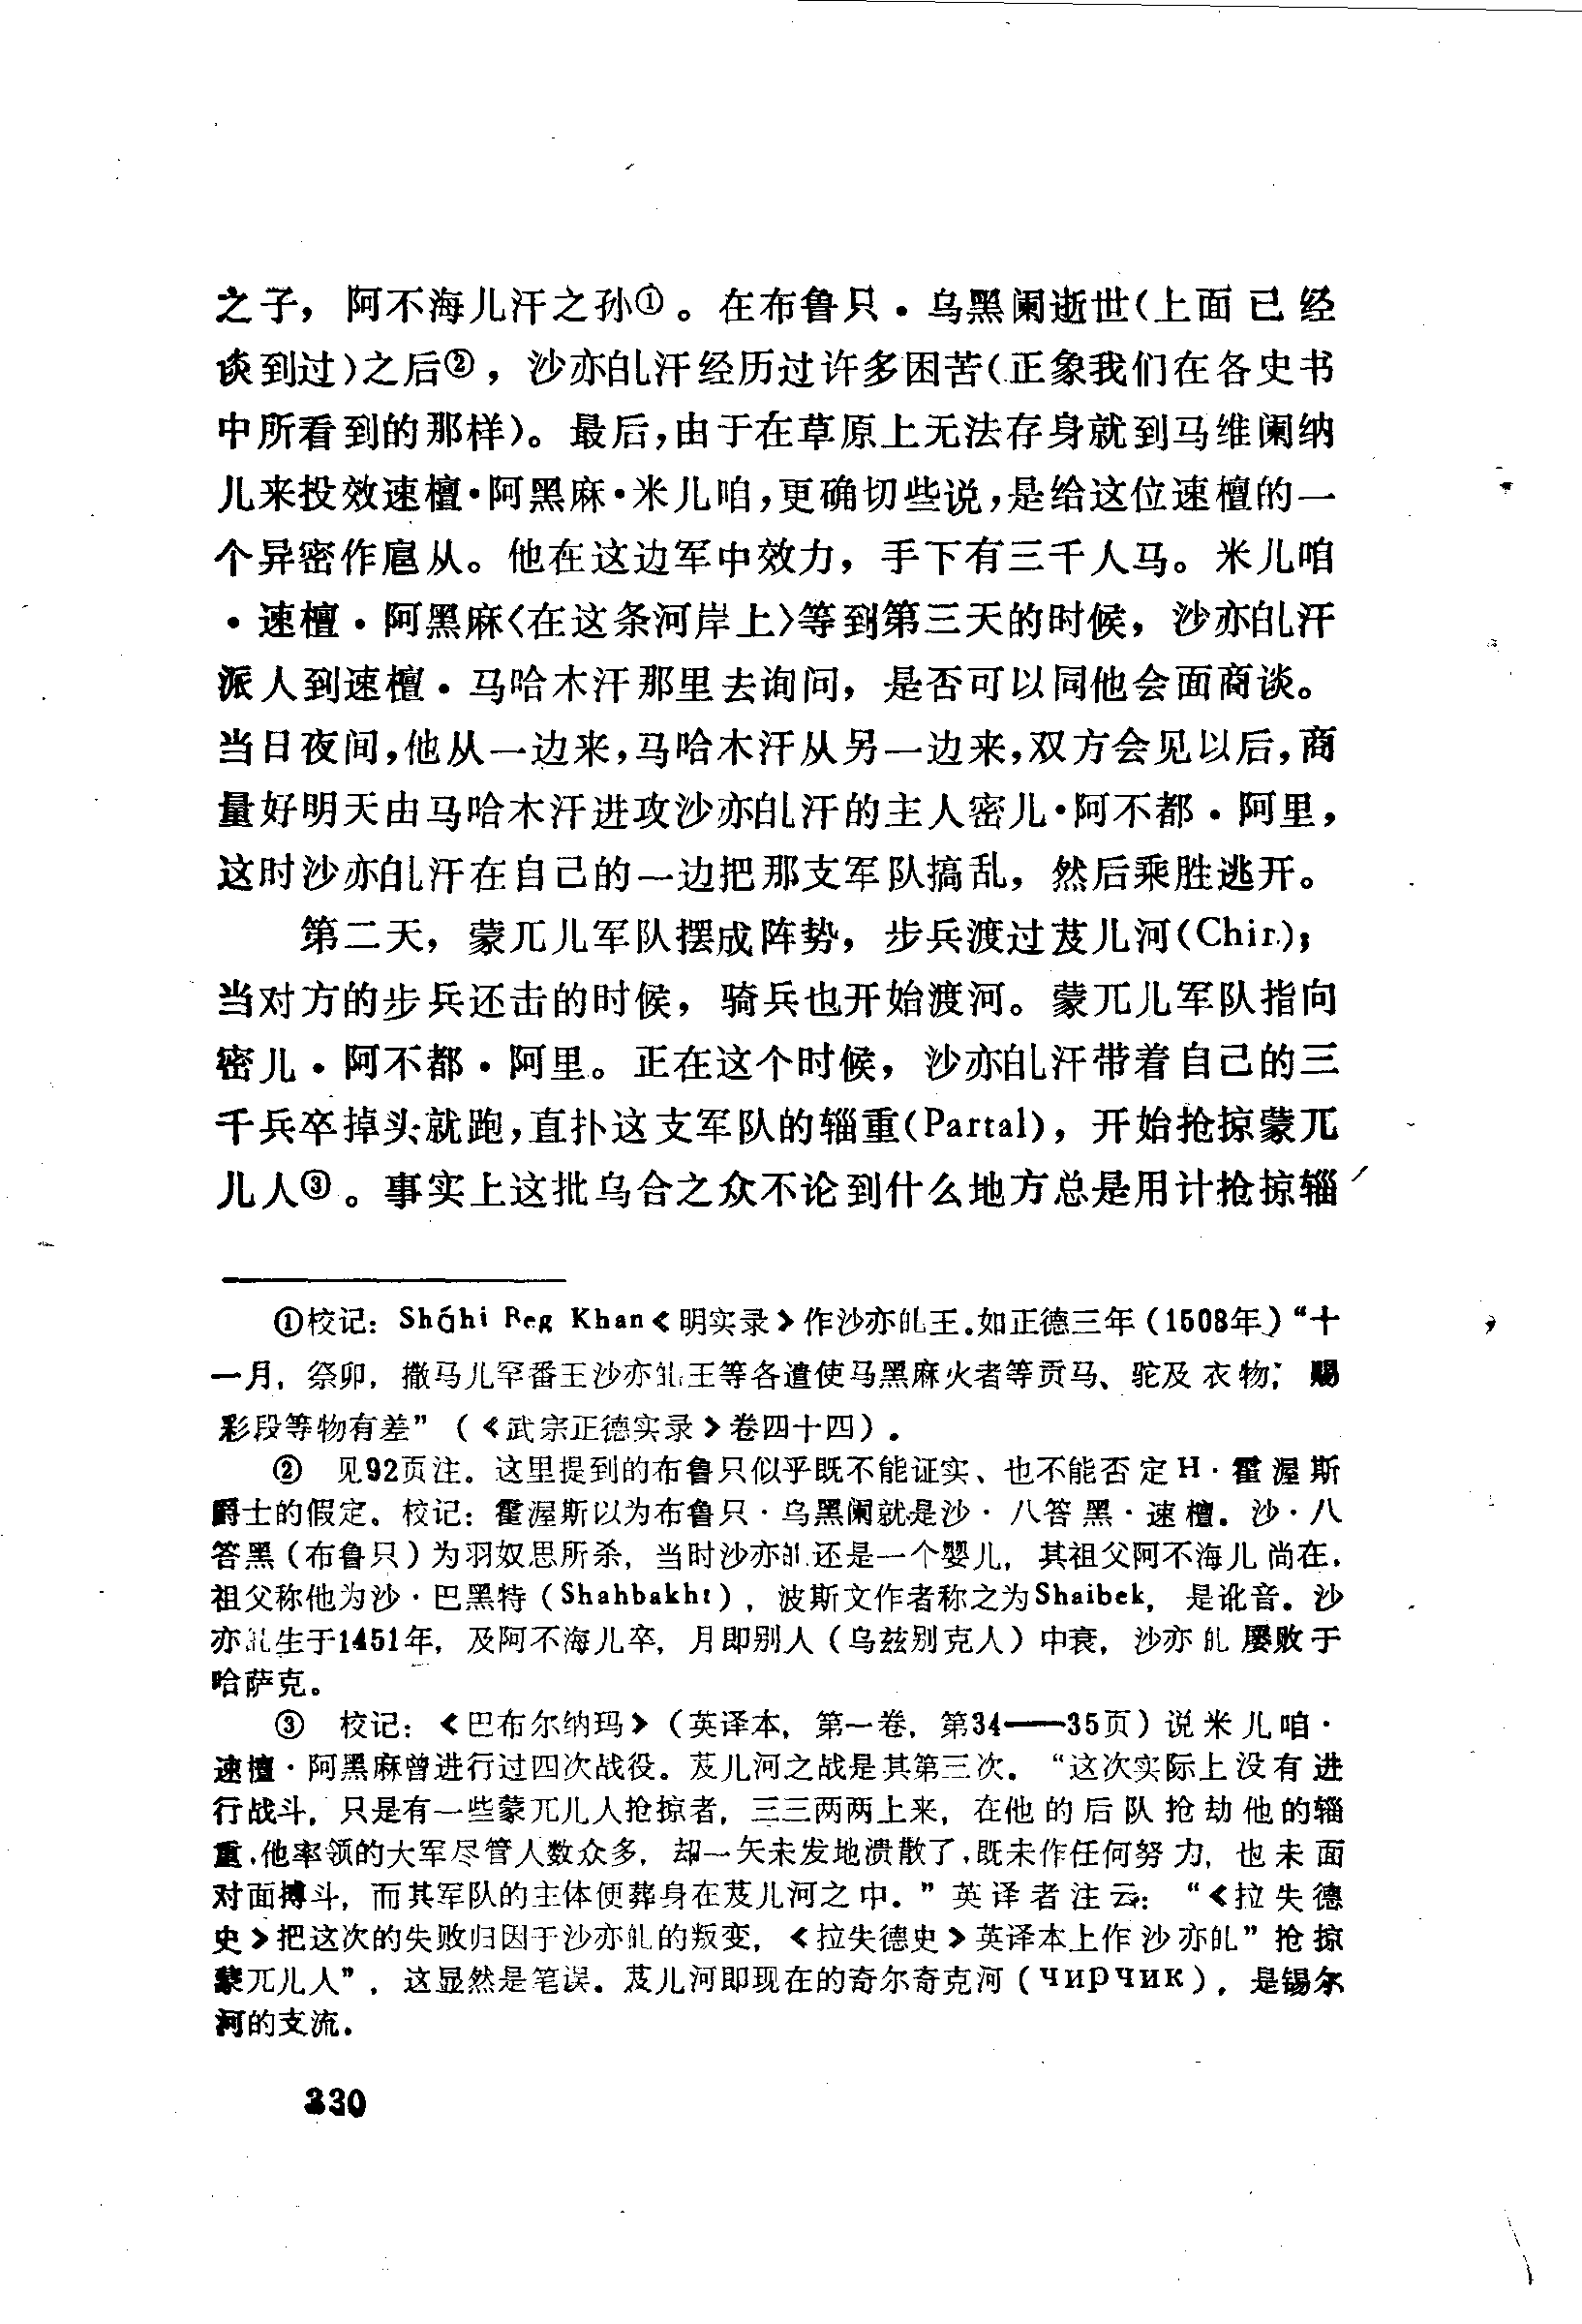 之子，阿不海儿汗之孙①。在布鲁只·乌黑阑逝世(上面已经
谈到过)之后②，沙亦癿汗经历过许多困苦(正象我们在各史书
中所看到的那样)。最后，由于在草原上无法存身就到马维阑纳
儿来投效速檀·阿黑麻·米儿咱，更确切些说，是给这位速檀的一
个异密作扈从。他在这边军中效力，手下有三千人马。米儿咱
·速檀·阿黑麻〈在这条河岸上〉等到第三天的时候，沙亦癿汗
派人到速檀·马哈木汗那里去询问，是否可以同他会面商谈。
当日夜间，他从一边来，马哈木汗从另一边来，双方会见以后，商
量好明天由马哈木汗进攻沙亦癿汗的主人密儿·阿不都·阿里，
这时沙亦癿汗在自己的一边把那支军队搞乱，然后乘胜逃开。
第二天，蒙兀儿军队摆成阵势，步兵渡过芨儿河(Chir)；
当对方的步兵还击的时候，骑兵也开始渡河。蒙兀儿军队指向
密儿·阿不都·阿里。正在这个时候，沙亦癿汗带着自己的三
千兵卒掉头就跑，直扑这支军队的辎重(Partal)，开始抢掠蒙兀
儿人③。事实上这批乌合之众不论到什么地方总是用计抢掠辎
①校记：Shāhi Beg Khan《明实录》作沙亦癿王.如正德三年(1508年)“十
一月，祭卯，撒马儿罕番王沙亦癿王等各遣使马黑麻火者等贡马、驼及衣物；赐
彩段等物有差”(《武宗正德实录》卷四十四).
② 见92页注。这里提到的布鲁只似乎既不能证实、也不能否定H·霍渥斯
爵士的假定。校记：霍渥斯以为布鲁只·乌黑阑就是沙·八答黑·速檀.沙·八
答黑(布鲁只)为羽奴思所杀，当时沙亦癿还是一个婴儿，其祖父阿不海儿尚在.
祖父称他为沙·巴黑特(Shahbakht)，波斯文作者称之为Shaibek，是讹音。沙
亦癿生于1451年，及阿不海儿卒，月即别人(乌兹别克人)中衰，沙亦癿屡败于
哈萨克。
③ 校记：《巴布尔纳玛》(英译本，第一卷，第34——35页)说米儿咱·
速檀·阿黑麻曾进行过四次战役。芨儿河之战是其第三次.“这次实际上没有进
行战斗，只是有一些蒙兀儿人抢掠者，三三两两上来，在他的后队抢劫他的辎
重.他率领的大军尽管人数众多，却一矢未发地溃散了.既未作任何努力，也未面
对面搏斗，而其军队的主体便葬身在芨儿河之中。”英译者注云：“《拉失德
史》把这次的失败归因于沙亦癿的叛变，《拉失德史》英译本上作沙亦癿”抢掠
蒙兀儿人”，这显然是笔误。芨儿河即现在的奇尔奇克河(чирчик)，是锡尔
河的支流.
330